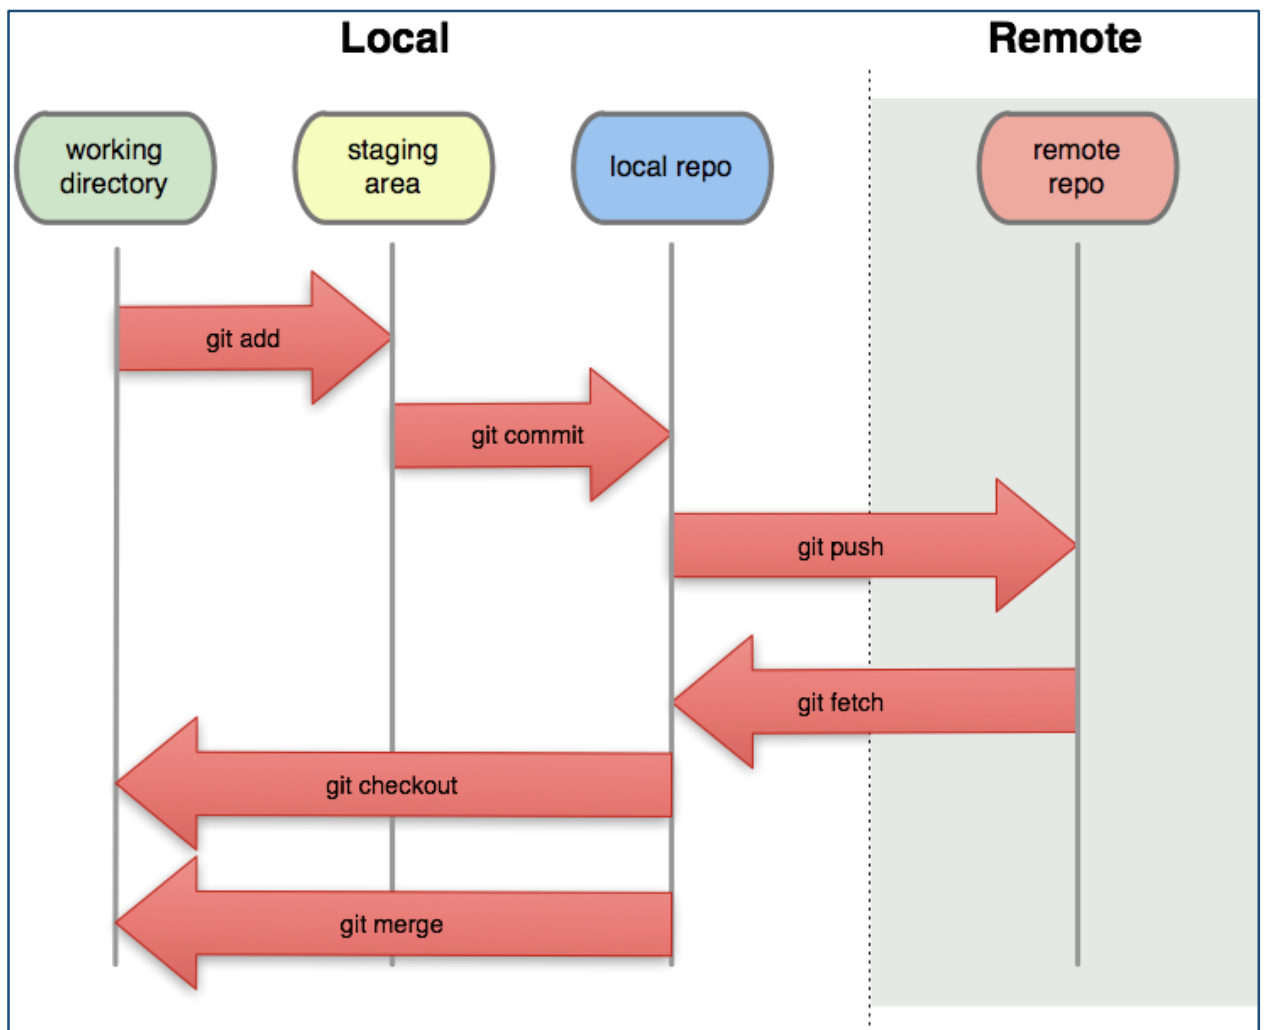 Local
Remote
working
directory
staging
area
local repo
remote
repo
git add
git commit
git push
git fetch
git checkout
git merge